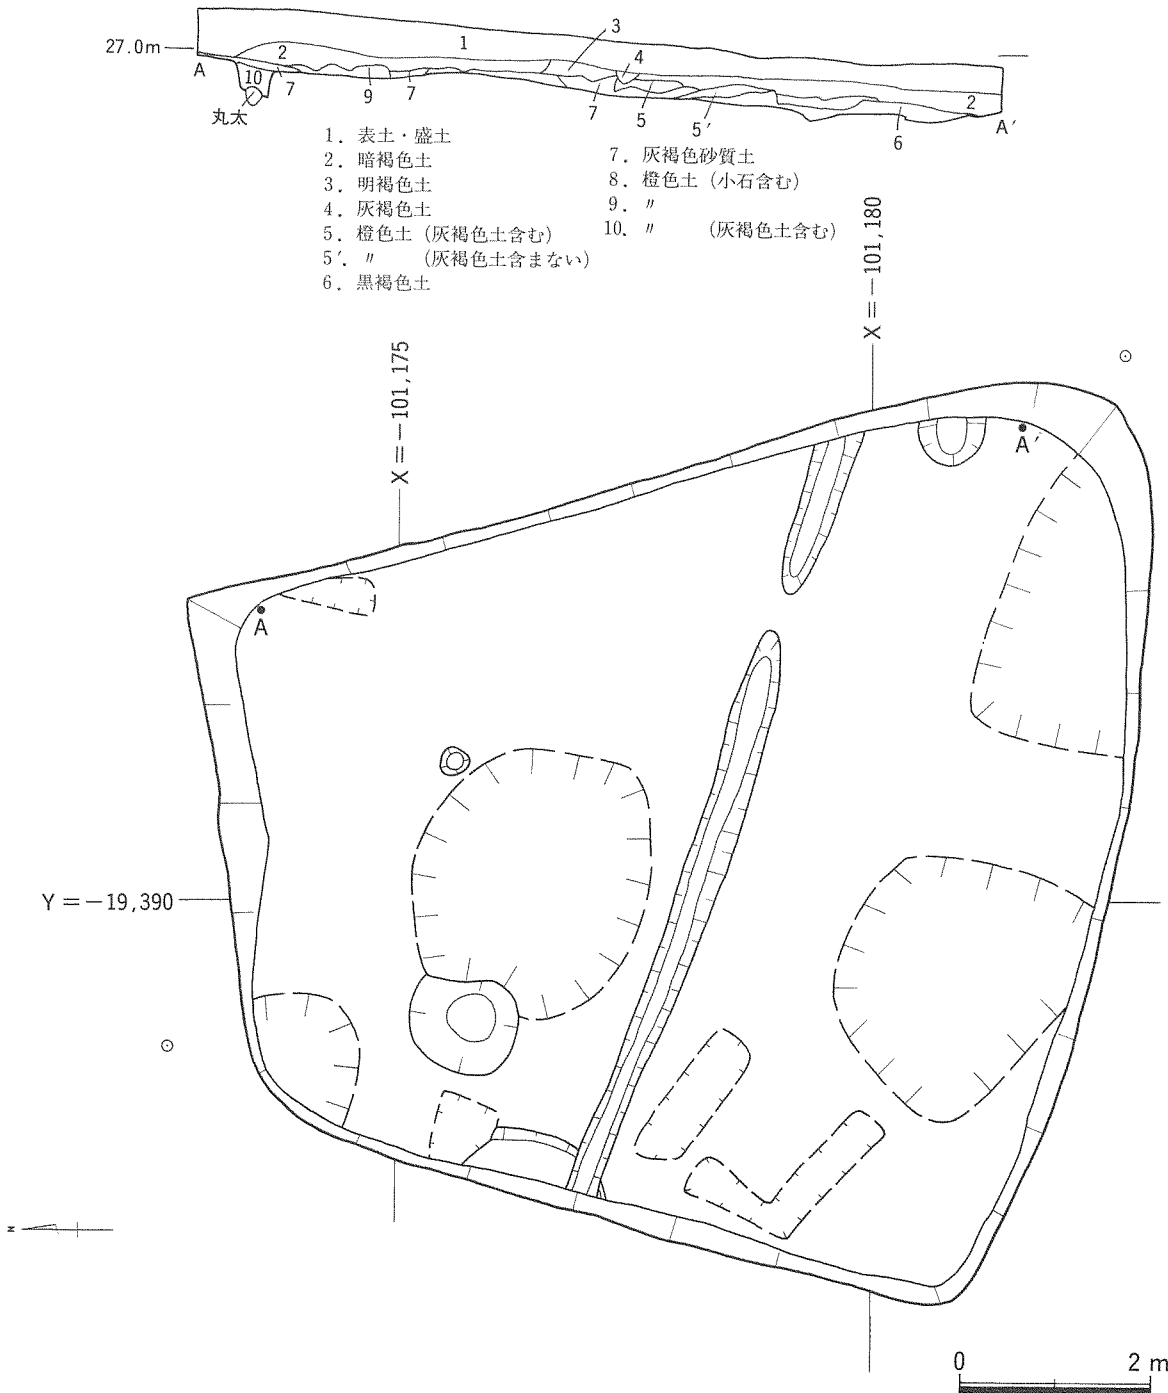 27.0m
A
10
丸太
2
7
9
7
1
3
4
7
5
5′
6
2
A′
1．表土・盛土
2．暗褐色土
3．明褐色土
4．灰褐色土
5．橙色土（灰褐色土含む）
5′．〃　（灰褐色土含まない）
6．黒褐色土
7．灰褐色砂質土
8．橙色土（小石含む）
9．〃
10．〃　（灰褐色土含む）
X＝−101,175
X＝−101,180
A
A′
Y＝−19,390
N
0　2 m